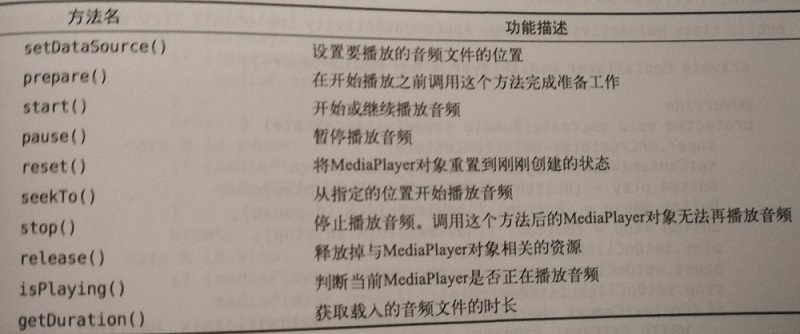 方法名 功能描述
setDataSource() 设置要播放的音频文件的位置
prepare() 在开始播放之前调用这个方法完成准备工作
start() 开始或继续播放音频
pause() 暂停播放音频
reset() 将MediaPlayer对象重置到刚刚创建的状态
seekTo() 从指定的位置开始播放音频
stop() 停止播放音频。调用这个方法后的MediaPlayer对象无法再播放音频
release() 释放掉与MediaPlayer对象相关的资源
isPlaying() 判断当前MediaPlayer是否正在播放音频
getDuration() 获取载入的音频文件的时长